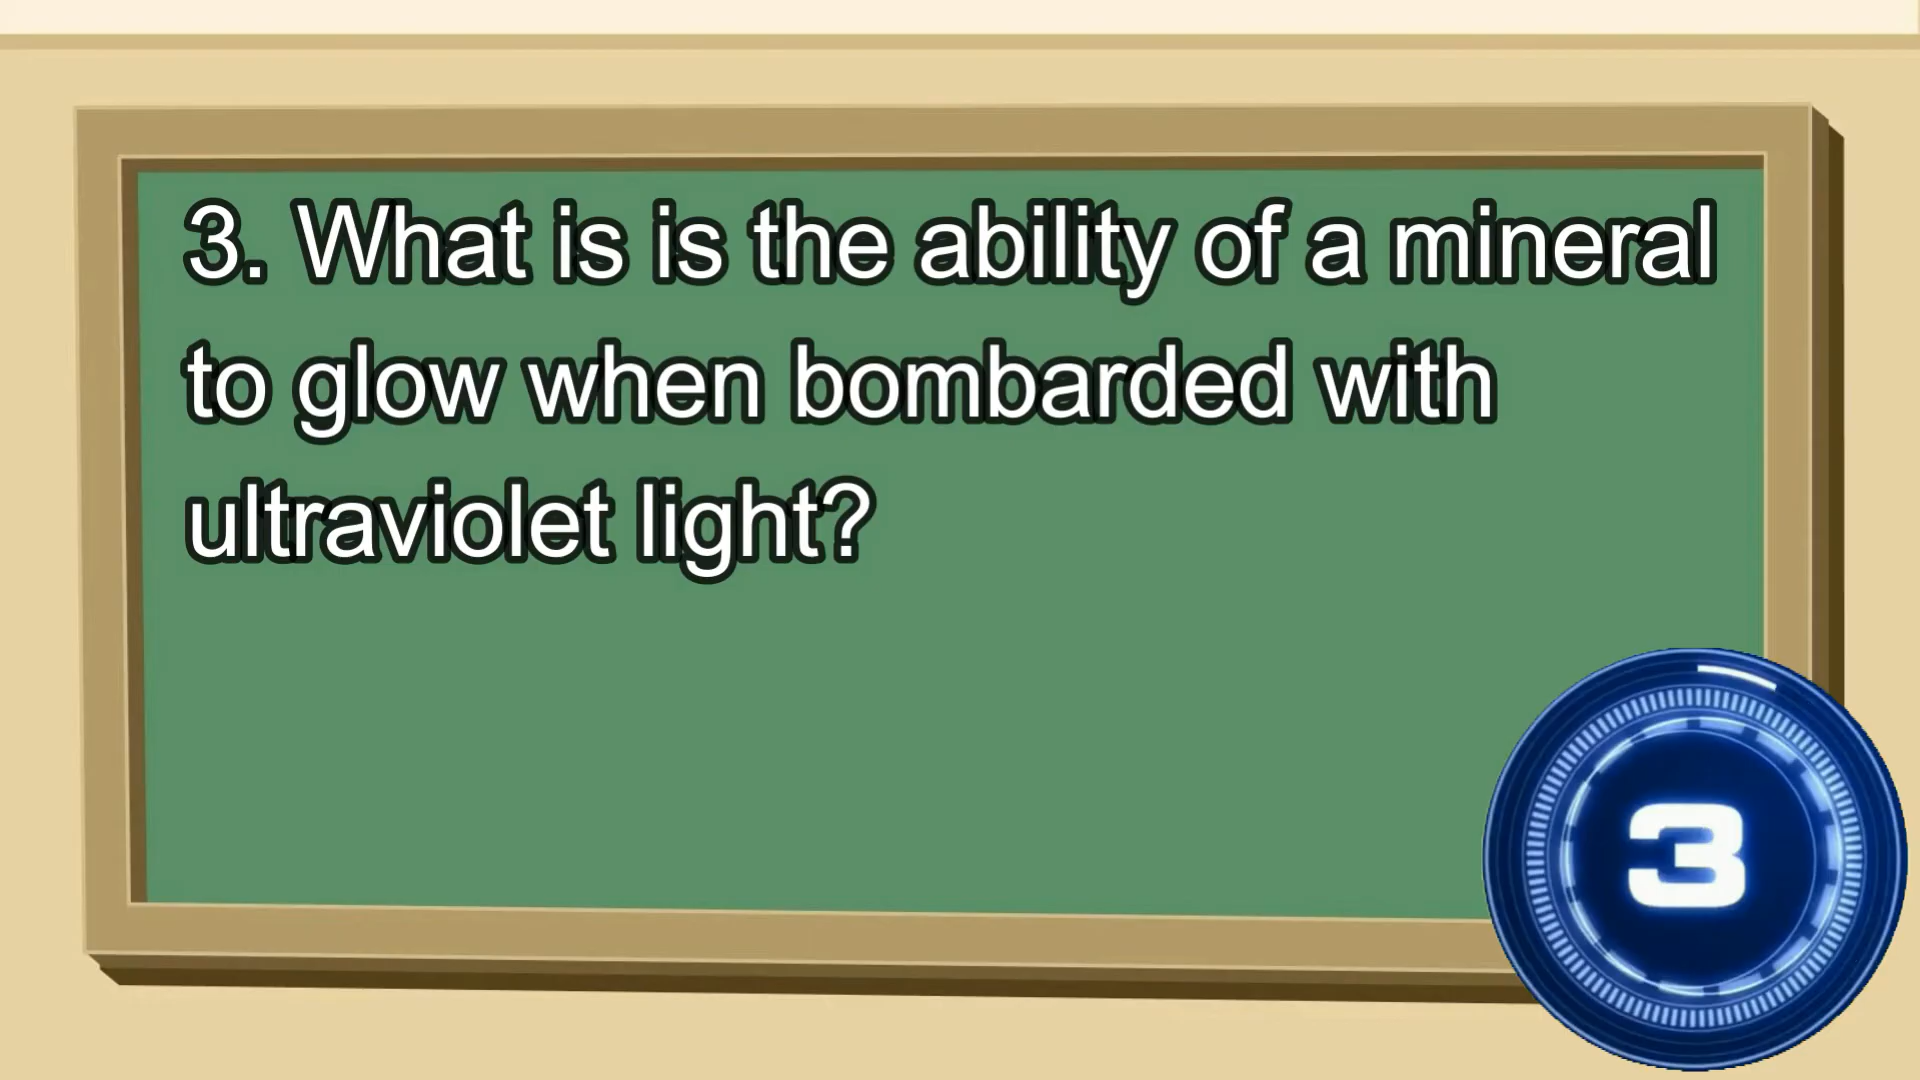 3. What is is the ability of a mineral
to glow when bombarded with
ultraviolet light?
3